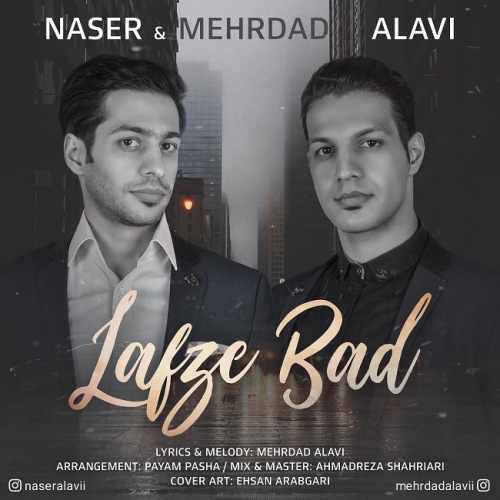 NASER & MEHRDAD ALAVI
Lafze Bad
LYRICS & MELODY: MEHRDAD ALAVI
ARRANGEMENT: PAYAM PASHA / MIX & MASTER: AHMADREZA SHAHRIARI
COVER ART: EHSAN ARABGARI
naseralavii
mehrdadalavii